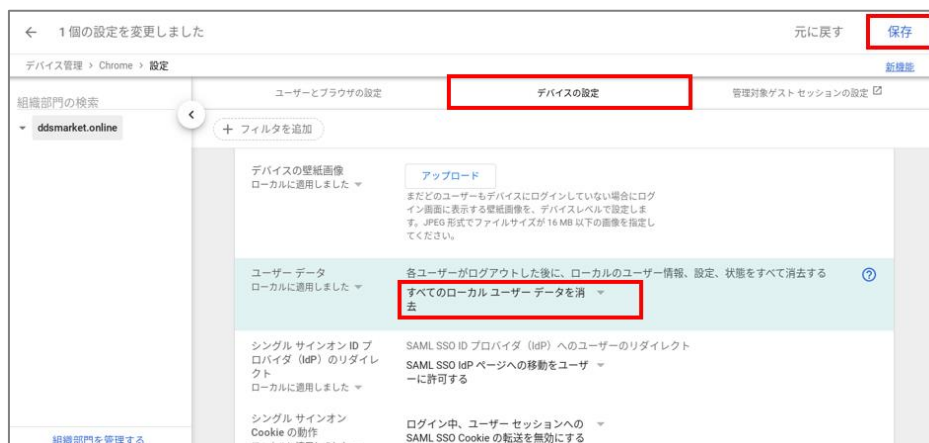 ← 1 個の設定を変更しました
元に戻す
保存
デバイス管理 > Chrome > 設定
新機能
組織部門の検索
ddsmarket.online
組織部門を管理する
ユーザーとブラウザの設定
デバイスの設定
管理対象ゲスト セッションの設定
+ フィルタを追加
デバイスの壁紙画像
ローカルに適用しました
アップロード
まだどのユーザーもデバイスにログインしていない場合にログ
イン画面に表示する壁紙画像を、デバイスレベルで設定しま
す。JPEG 形式でファイルサイズが 16 MB 以下の画像を指定し
てください。
ユーザー データ
ローカルに適用しました
各ユーザーがログアウトした後に、ローカルのユーザー情報、設定、状態をすべて消去する
すべてのローカル ユーザー データを消
去
シングル サインオン ID プ
ロバイダ（IdP）のリダイレ
クト
ローカルに適用しました
SAML SSO ID プロバイダ（IdP）へのユーザーのリダイレクト
SAML SSO IdP ページへの移動をユーザ
ーに許可する
シングル サインオン
Cookie の動作
ログイン中、ユーザー セッションへの
SAML SSO Cookie の転送を無効にする